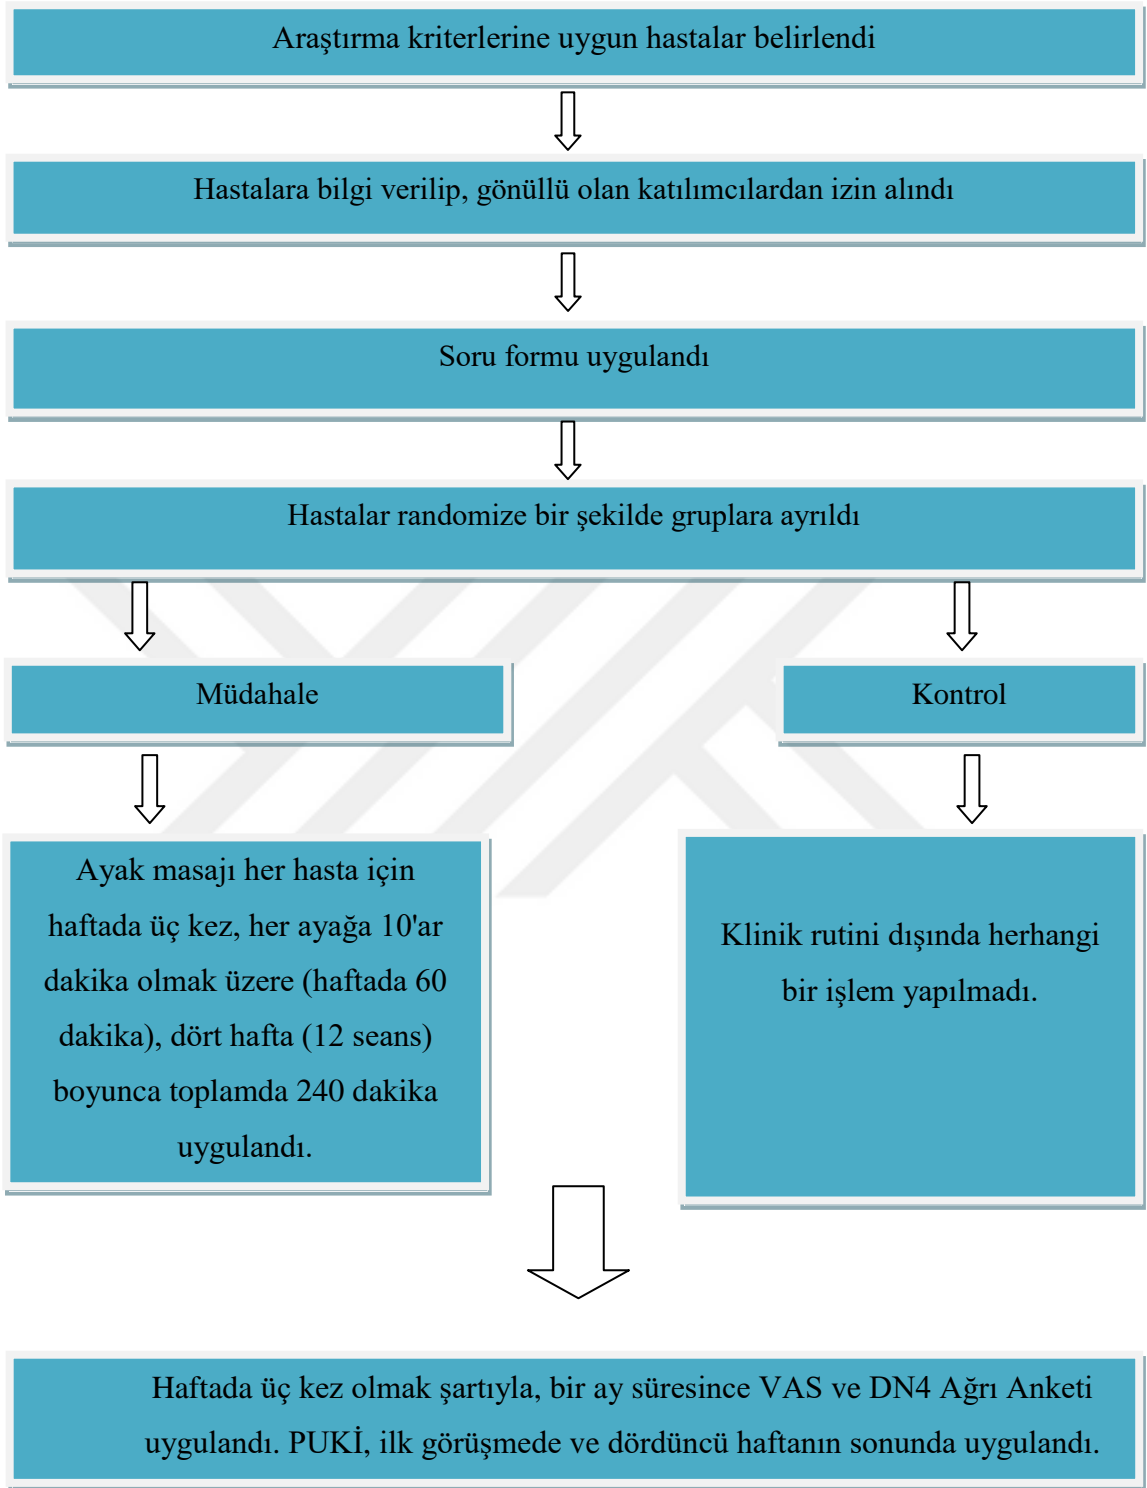 Araştırma kriterlerine uygun hastalar belirlendi
Hastalara bilgi verilip, gönüllü olan katılımcılardan izin alındı
Soru formu uygulandı
Hastalar randomize bir şekilde gruplara ayrıldı
Müdahale
Kontrol
Ayak masajı her hasta için
haftada üç kez, her ayağa 10'ar
dakika olmak üzere (haftada 60
dakika), dört hafta (12 seans)
boyunca toplamda 240 dakika
uygulandı.
Klinik rutini dışında herhangi
bir işlem yapılmadı.
Haftada üç kez olmak şartıyla, bir ay süresince VAS ve DN4 Ağrı Anketi
uygulandı. PUKİ, ilk görüşmede ve dördüncü haftanın sonunda uygulandı.